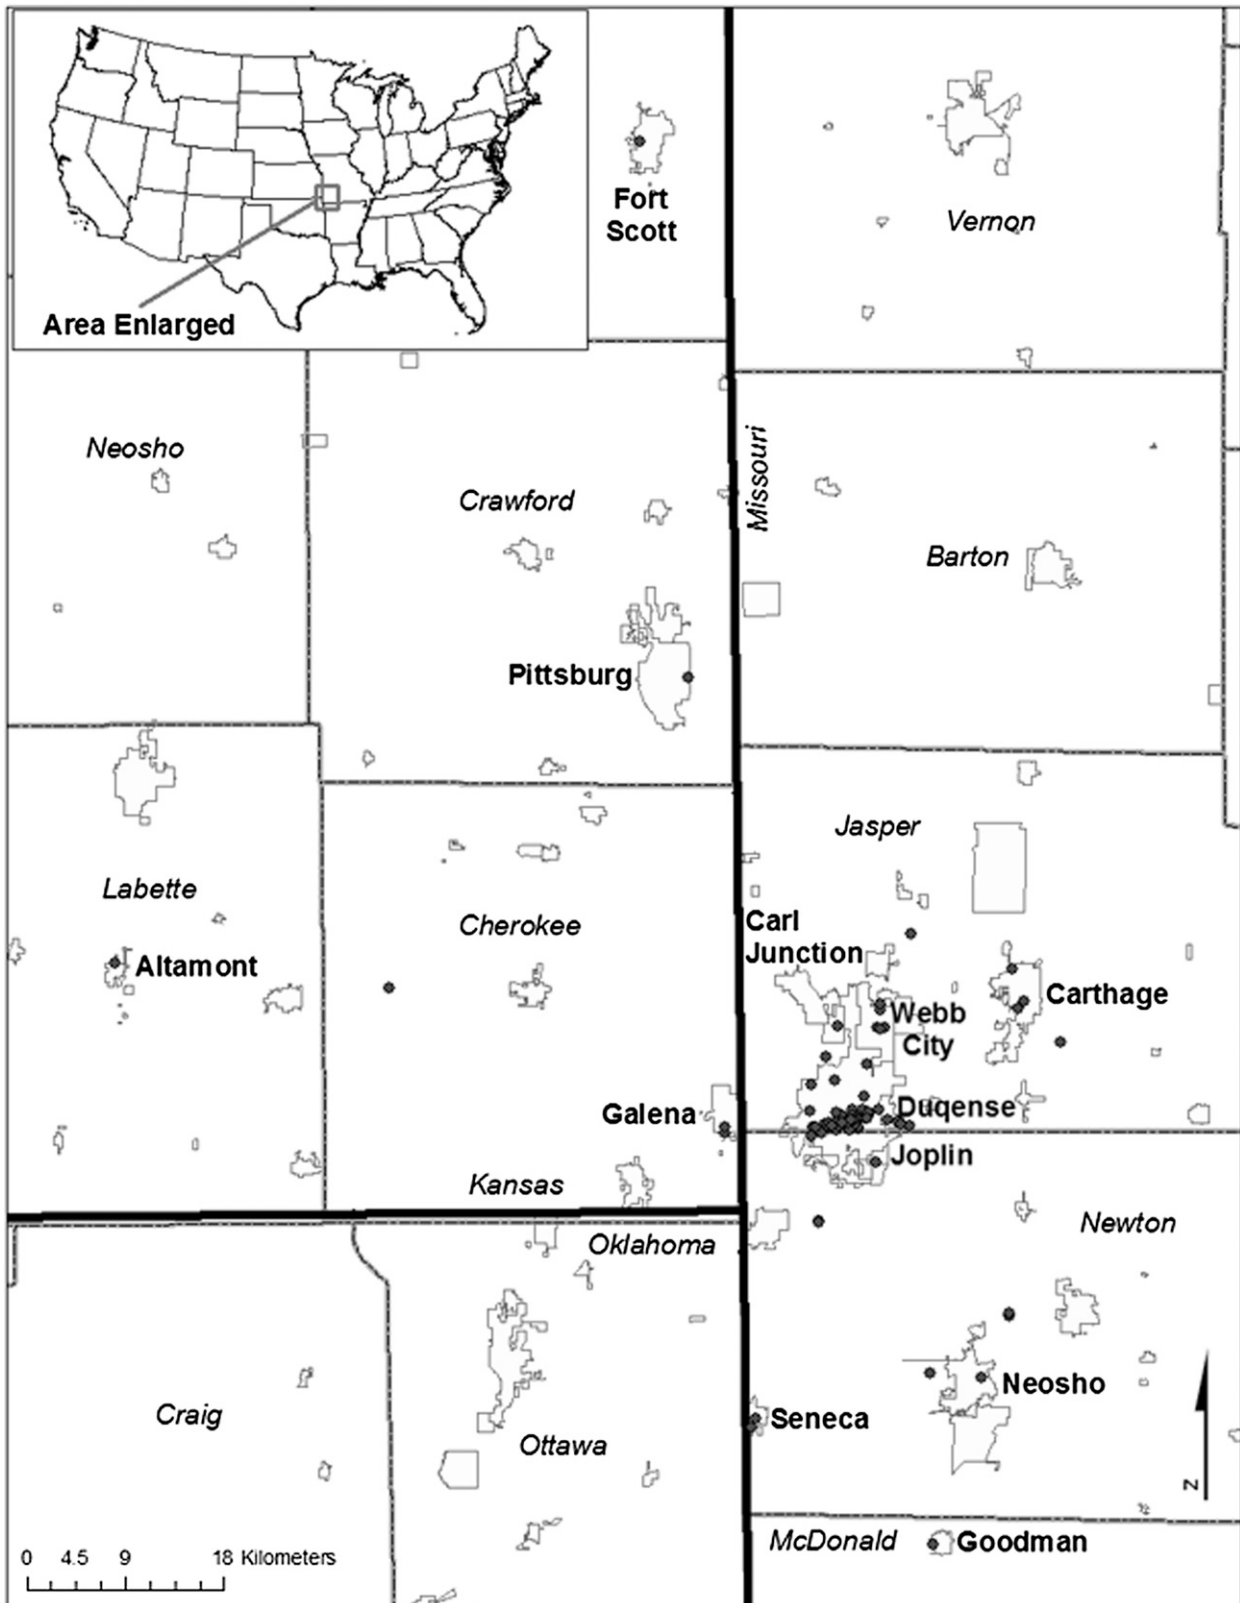 Area Enlarged
Fort
Scott
Vernon
Neosho
Crawford
Missouri
Barton
Pittsburg
Jasper
Labette
Cherokee
Carl
Junction
Altamont
Carthage
Webb
City
Galena
Duqense
Joplin
Kansas
Oklahoma
Newton
Neosho
Craig
Seneca
Ottawa
N
McDonald
Goodman
0 4.5 9 18 Kilometers